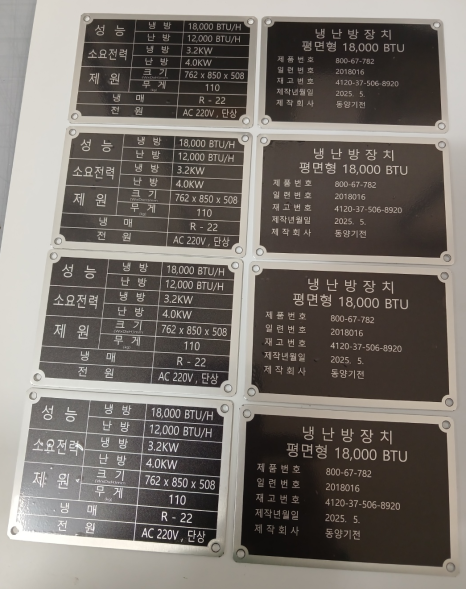 성 능 냉 방 18,000 BTU/H
난 방 12,000 BTU/H
소요전력 냉 방 3.2KW
난 방 4.0KW
제 원 크 기 762 x 850 x 508
무 게 110
냉 매 R - 22
전 원 AC 220V , 단상
냉 난 방 장 치
평면형 18,000 BTU
제 품 번 호 800-67-782
일 련 번 호 2018016
재 고 번 호 4120-37-506-8920
제작년월일 2025. 5.
제 작 회 사 동양기전
성 능 냉 방 18,000 BTU/H
난 방 12,000 BTU/H
소요전력 냉 방 3.2KW
난 방 4.0KW
제 원 크 기 762 x 850 x 508
무 게 110
냉 매 R - 22
전 원 AC 220V , 단상
냉 난 방 장 치
평면형 18,000 BTU
제 품 번 호 800-67-782
일 련 번 호 2018016
재 고 번 호 4120-37-506-8920
제작년월일 2025. 5.
제 작 회 사 동양기전
성 능 냉 방 18,000 BTU/H
난 방 12,000 BTU/H
소요전력 냉 방 3.2KW
난 방 4.0KW
제 원 크 기 762 x 850 x 508
무 게 110
냉 매 R - 22
전 원 AC 220V , 단상
냉 난 방 장 치
평면형 18,000 BTU
제 품 번 호 800-67-782
일 련 번 호 2018016
재 고 번 호 4120-37-506-8920
제작년월일 2025. 5.
제 작 회 사 동양기전
성 능 냉 방 18,000 BTU/H
난 방 12,000 BTU/H
소요전력 냉 방 3.2KW
난 방 4.0KW
제 원 크 기 762 x 850 x 508
무 게 110
냉 매 R - 22
전 원 AC 220V , 단상
냉 난 방 장 치
평면형 18,000 BTU
제 품 번 호 800-67-782
일 련 번 호 2018016
재 고 번 호 4120-37-506-8920
제작년월일 2025. 5.
제 작 회 사 동양기전